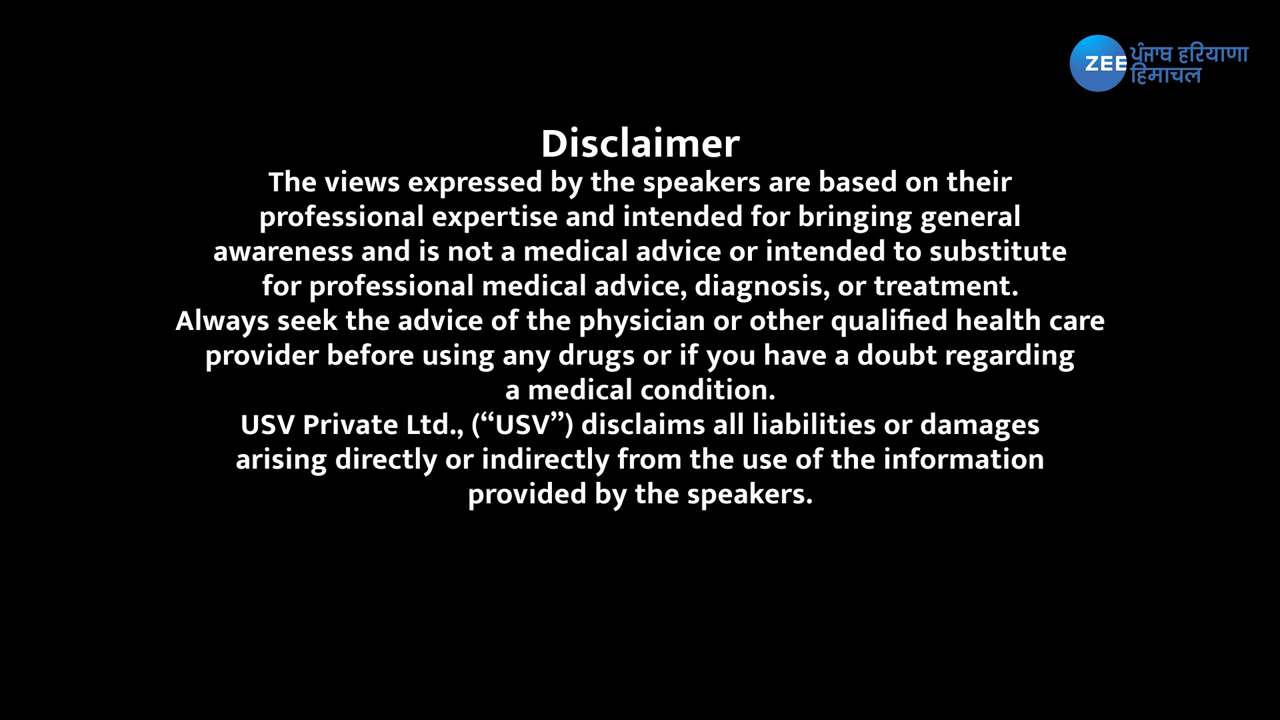 ZEE
ਪੰਜਾਬ हरियाणा
हिमाचल
Disclaimer
The views expressed by the speakers are based on their
professional expertise and intended for bringing general
awareness and is not a medical advice or intended to substitute
for professional medical advice, diagnosis, or treatment.
Always seek the advice of the physician or other qualified health care
provider before using any drugs or if you have a doubt regarding
a medical condition.
USV Private Ltd., (“USV”) disclaims all liabilities or damages
arising directly or indirectly from the use of the information
provided by the speakers.